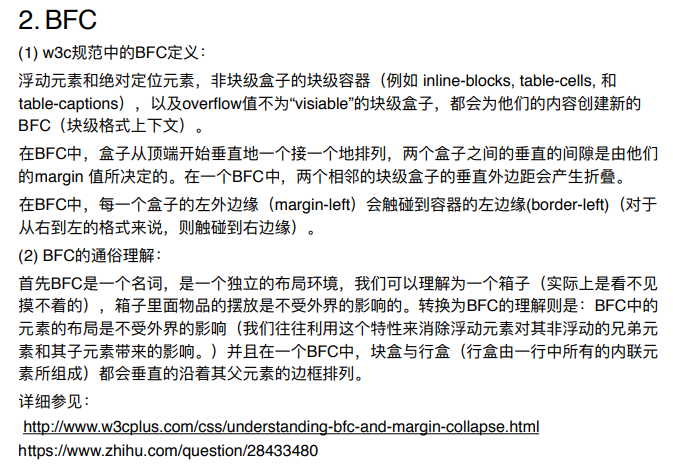 2. BFC
(1) w3c规范中的BFC定义：
浮动元素和绝对定位元素，非块级盒子的块级容器（例如 inline-blocks, table-cells, 和
table-captions），以及overflow值不为“visiable”的块级盒子，都会为他们的内容创建新的
BFC（块级格式上下文）。
在BFC中，盒子从顶端开始垂直地一个接一个地排列，两个盒子之间的垂直的间隙是由他们
的margin 值所决定的。在一个BFC中，两个相邻的块级盒子的垂直外边距会产生折叠。
在BFC中，每一个盒子的左外边缘（margin-left）会触碰到容器的左边缘(border-left)（对于
从右到左的格式来说，则触碰到右边缘）。
(2) BFC的通俗理解：
首先BFC是一个名词，是一个独立的布局环境，我们可以理解为一个箱子（实际上是看不见
摸不着的），箱子里面物品的摆放是不受外界的影响的。转换为BFC的理解则是：BFC中的
元素的布局是不受外界的影响（我们往往利用这个特性来消除浮动元素对其非浮动的兄弟元
素和其子元素带来的影响。）并且在一个BFC中，块盒与行盒（行盒由一行中所有的内联元
素所组成）都会垂直的沿着其父元素的边框排列。
详细参见：
http://www.w3cplus.com/css/understanding-bfc-and-margin-collapse.html
https://www.zhihu.com/question/28433480